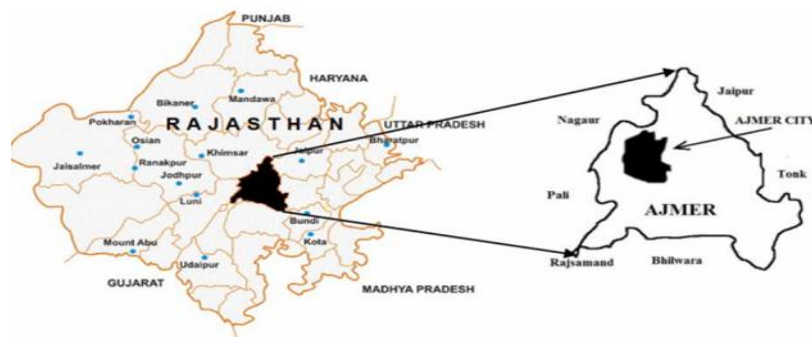 PUNJAB
HARYANA
Mandawa
Bikaner
Pokharan
RAJASTHAN
UTTAR PRADESH
Osian
Khimsar
Jaipur
Bharatpur
Jaisalmer
Ranakpur
Jodhpur
Luni
Bundi
Kota
Mount Abu
Udaipur
GUJARAT
MADHYA PRADESH
Jaipur
Nagaur
AJMER CITY
Tonk
Pali
AJMER
Rajsamand
Bhilwara